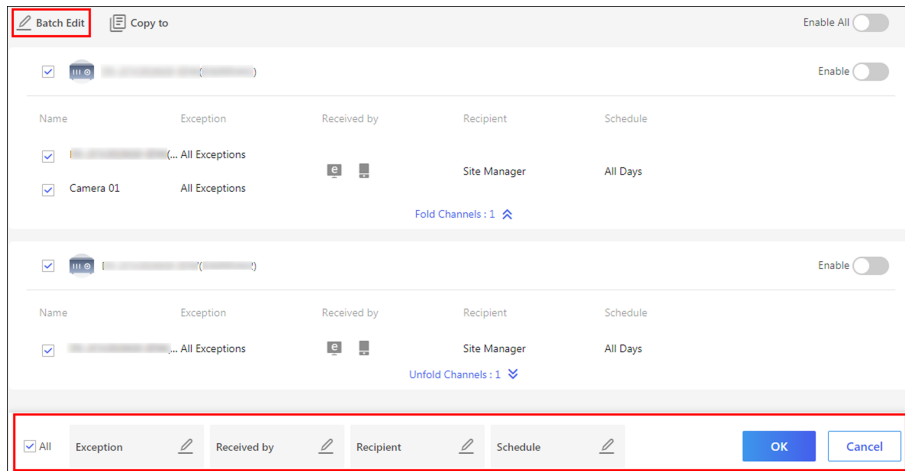 Batch Edit Copy to Enable All
Enable
Name Exception Received by Recipient Schedule
All Exceptions
Site Manager All Days
Camera 01 All Exceptions
Fold Channels : 1
Enable
Name Exception Received by Recipient Schedule
... All Exceptions Site Manager All Days
Unfold Channels : 1
All Exception Received by Recipient Schedule OK Cancel